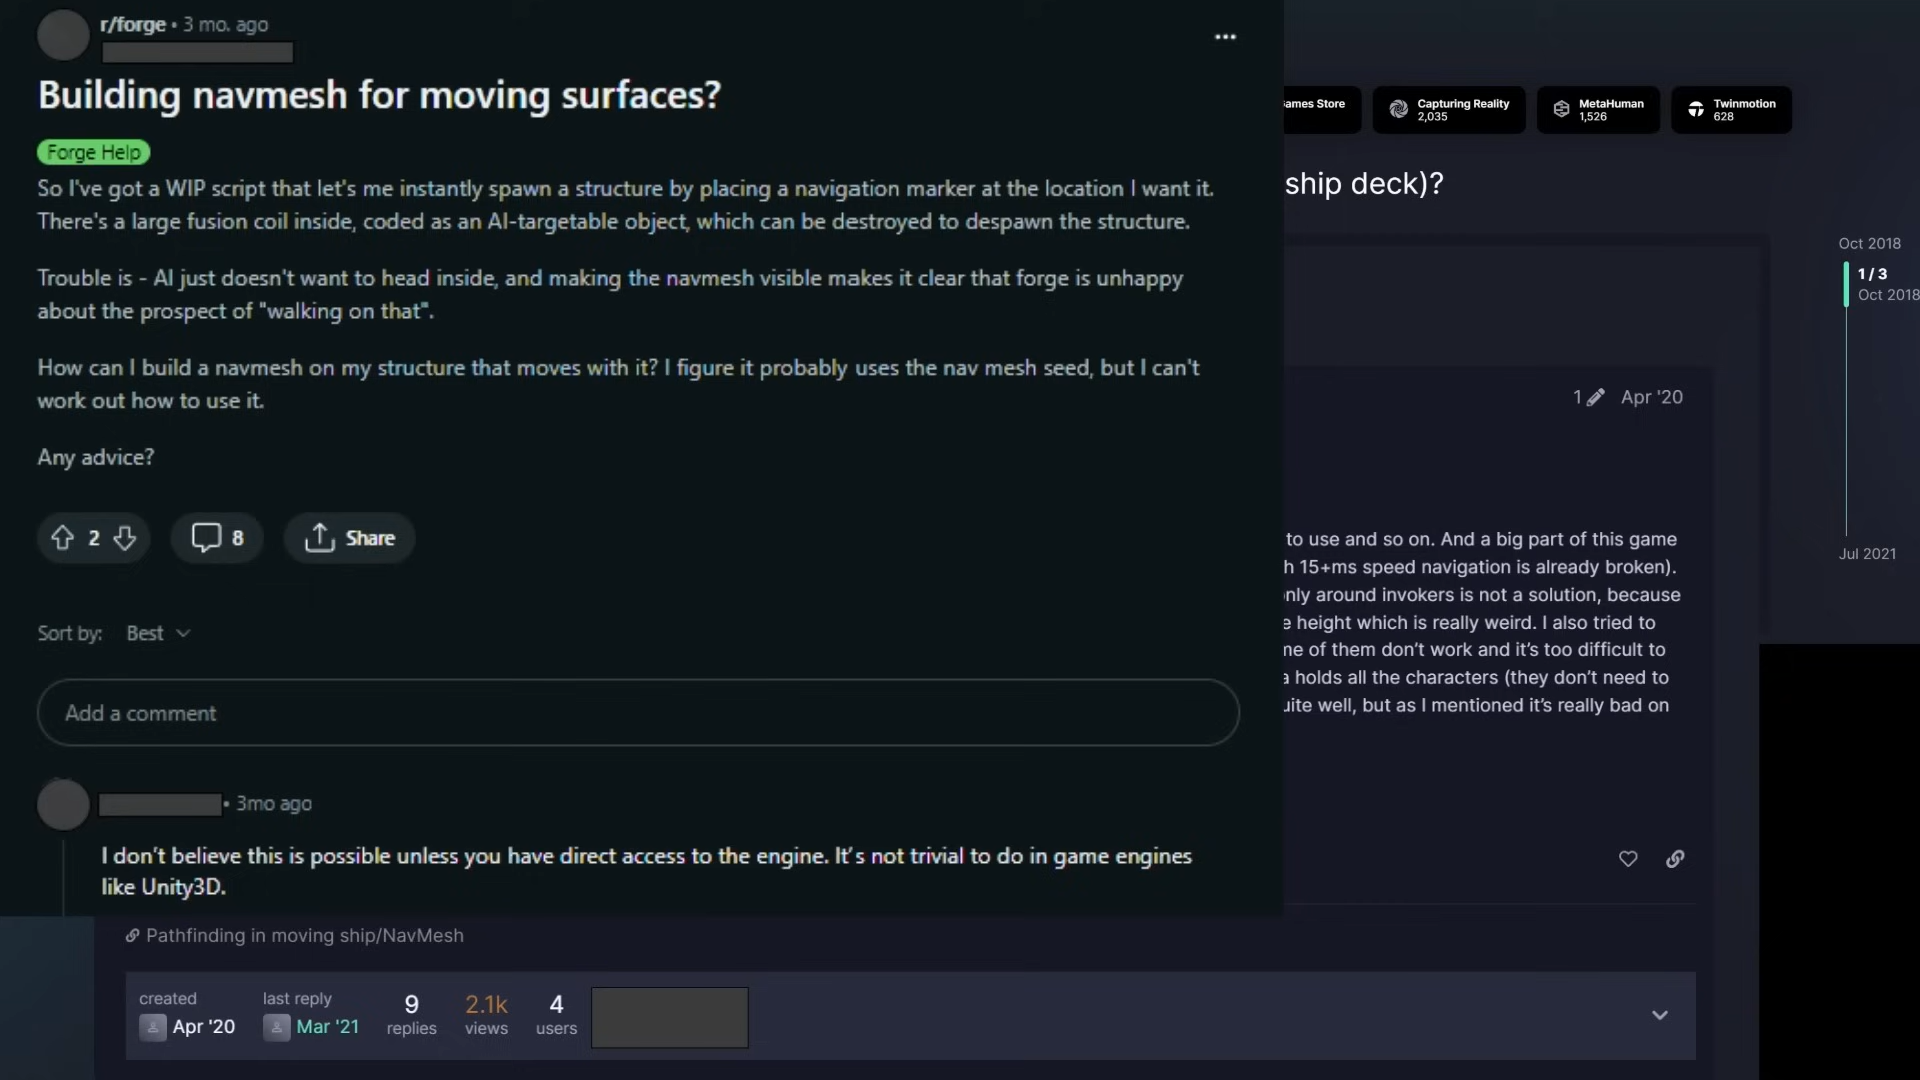 r/forge • 3 mo. ago
Building navmesh for moving surfaces?
Forge Help
So I've got a WIP script that let's me instantly spawn a structure by placing a navigation marker at the location I want it.
There's a large fusion coil inside, coded as an AI-targetable object, which can be destroyed to despawn the structure.
Trouble is - AI just doesn't want to head inside, and making the navmesh visible makes it clear that forge is unhappy
about the prospect of "walking on that".
How can I build a navmesh on my structure that moves with it? I figure it probably uses the nav mesh seed, but I can't
work out how to use it.
Any advice?
2
8
Share
Sort by: Best
Add a comment
• 3mo ago
I don't believe this is possible unless you have direct access to the engine. It's not trivial to do in game engines
like Unity3D.
ames Store
Capturing Reality
2,035
MetaHuman
1,526
Twinmotion
628
ship deck)?
Oct 2018
1 / 3
Oct 2018
Jul 2021
1 Apr '20
to use and so on. And a big part of this game
15+ms speed navigation is already broken).
only around invokers is not a solution, because
height which is really weird. I also tried to
of them don't work and it's too difficult to
holds all the characters (they don't need to
well, but as I mentioned it's really bad on
Pathfinding in moving ship/NavMesh
created
Apr '20
last reply
Mar '21
9
replies
2.1k
views
4
users